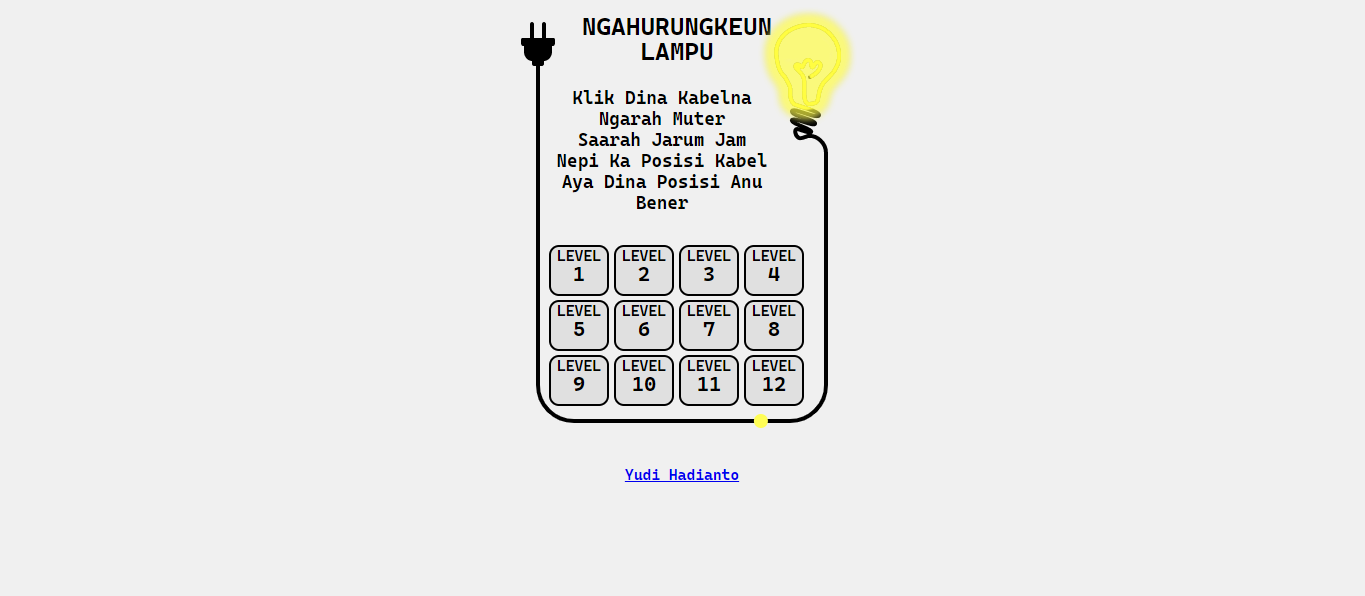 NGAHURUNGKEUN
LAMPU
Klik Dina Kabelna
Ngarah Muter
Saarah Jarum Jam
Nepi Ka Posisi Kabel
Aya Dina Posisi Anu
Bener
LEVEL LEVEL LEVEL LEVEL
1 2 3 4
LEVEL LEVEL LEVEL LEVEL
5 6 7 8
LEVEL LEVEL LEVEL LEVEL
9 10 11 12
Yudi Hadianto